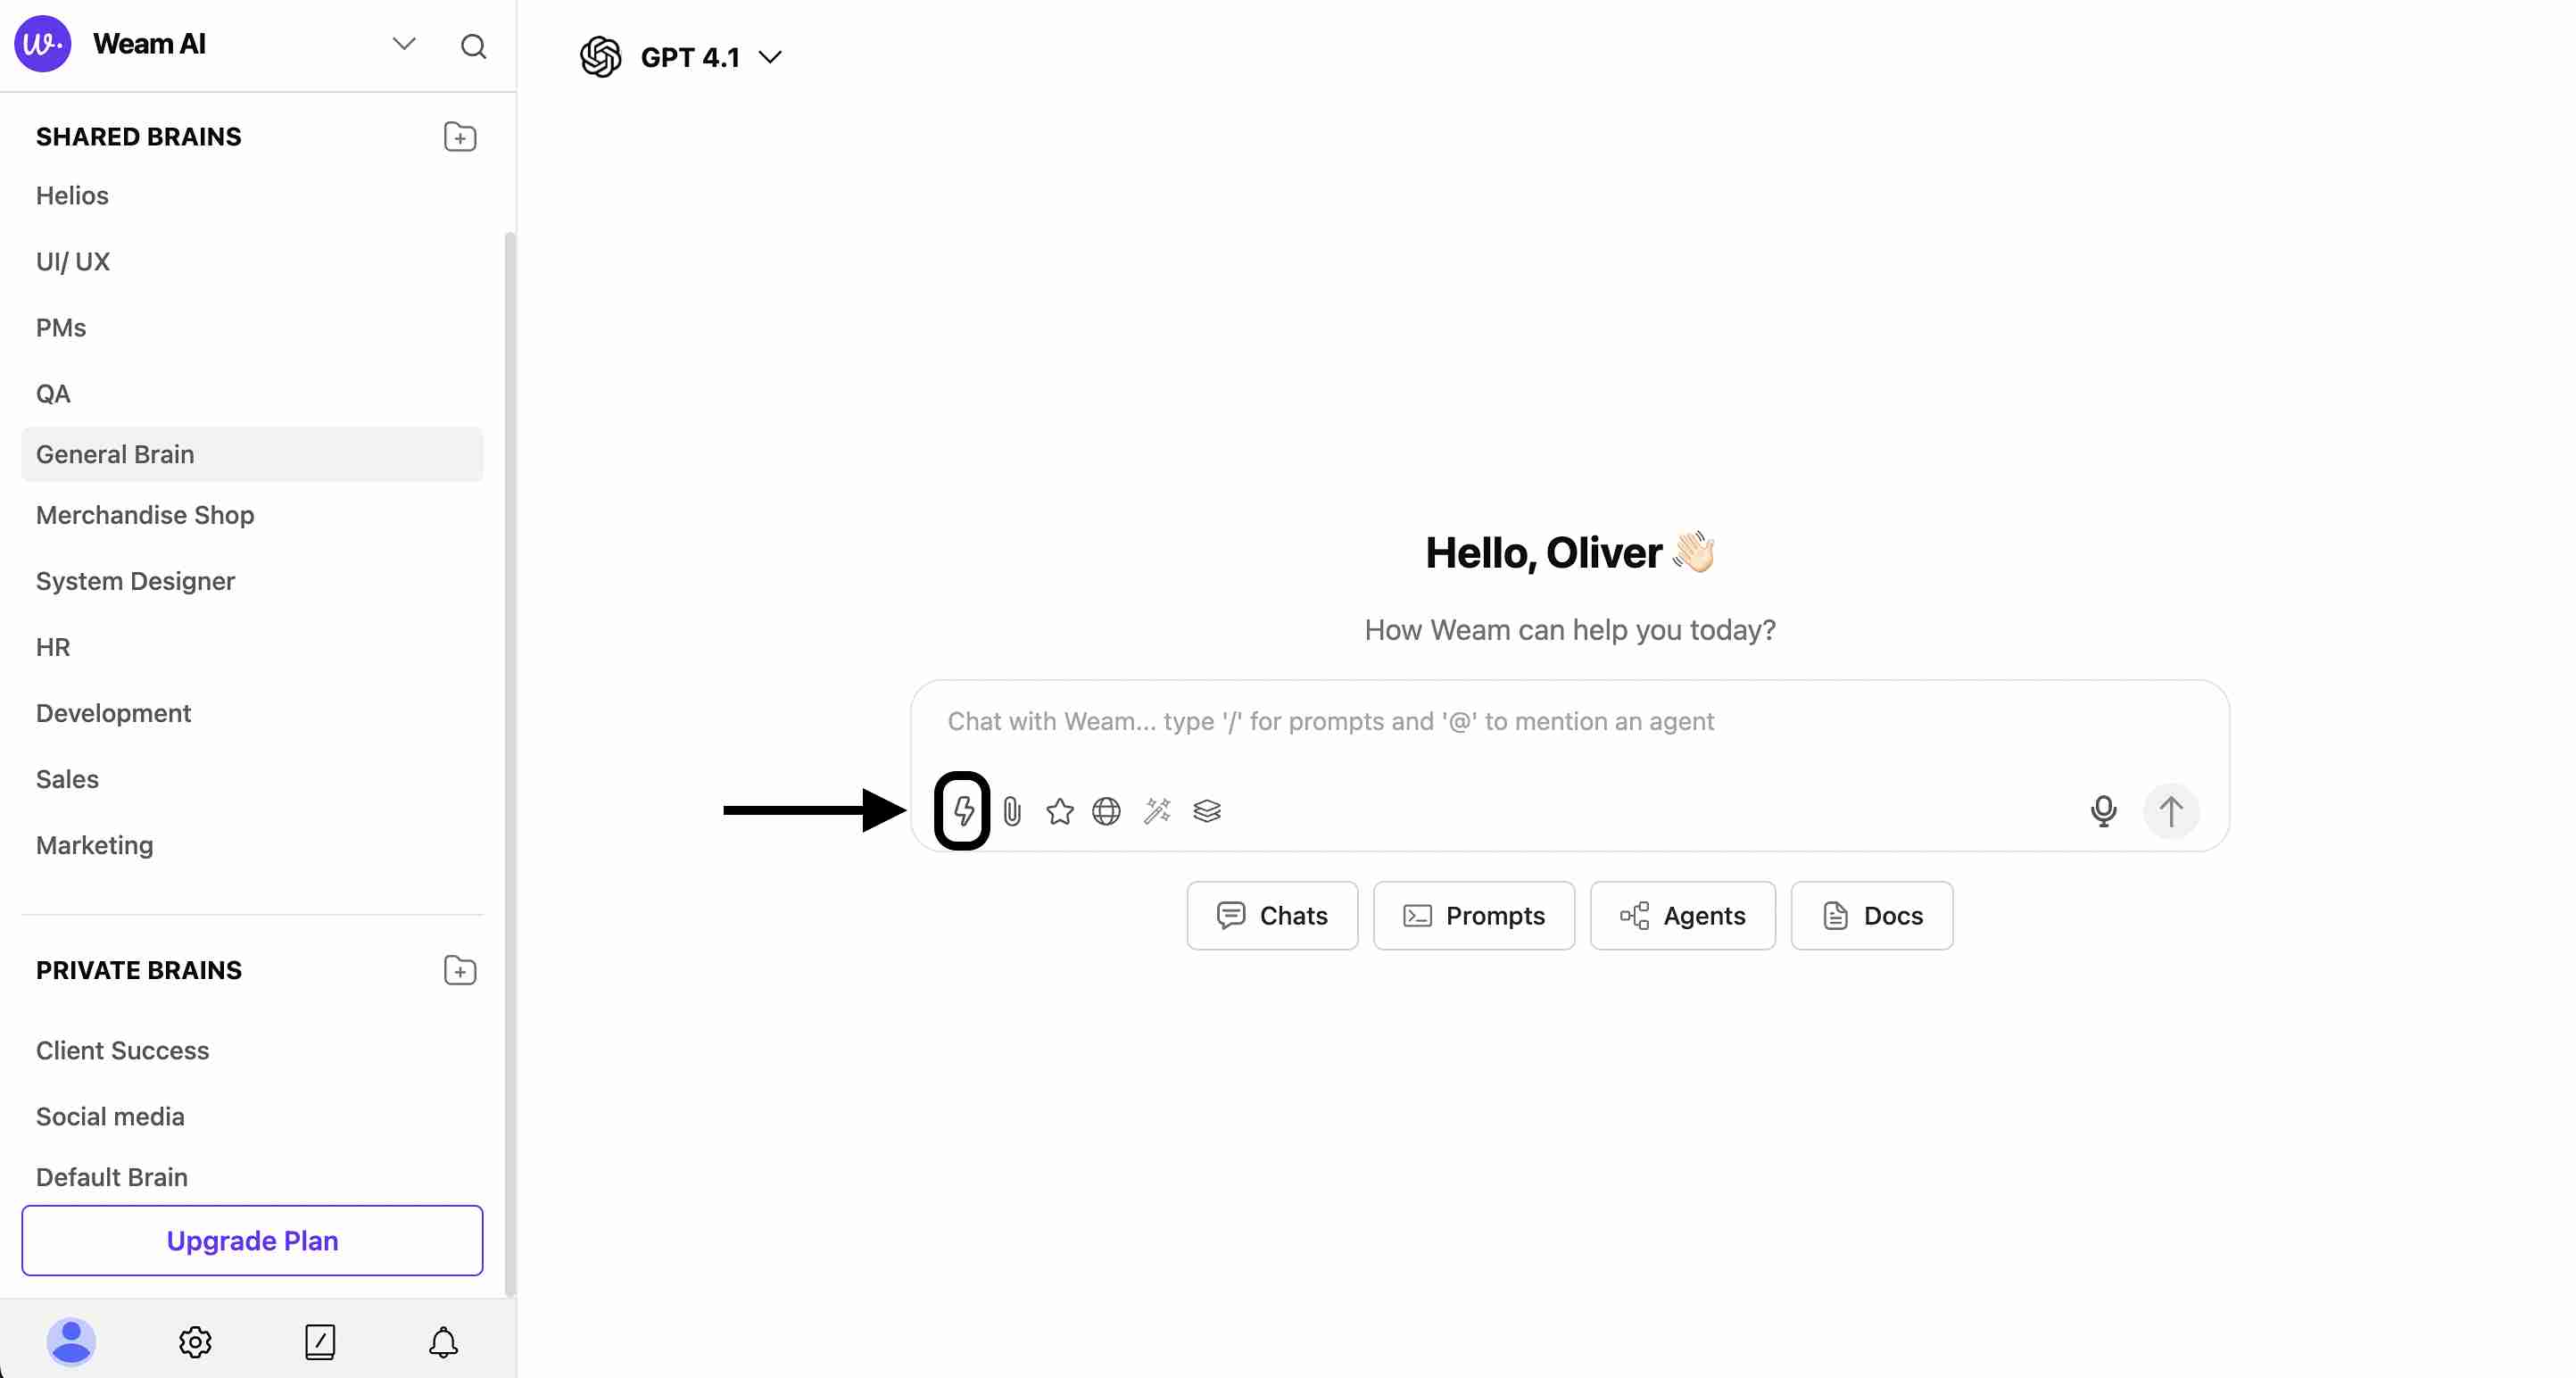 Weam AI
SHARED BRAINS
Helios
UI/ UX
PMs
QA
General Brain
Merchandise Shop
System Designer
HR
Development
Sales
Marketing
PRIVATE BRAINS
Client Success
Social media
Default Brain
Upgrade Plan
GPT 4.1
Hello, Oliver 👋🏻
How Weam can help you today?
Chat with Weam... type '/' for prompts and '@' to mention an agent
Chats
Prompts
Agents
Docs